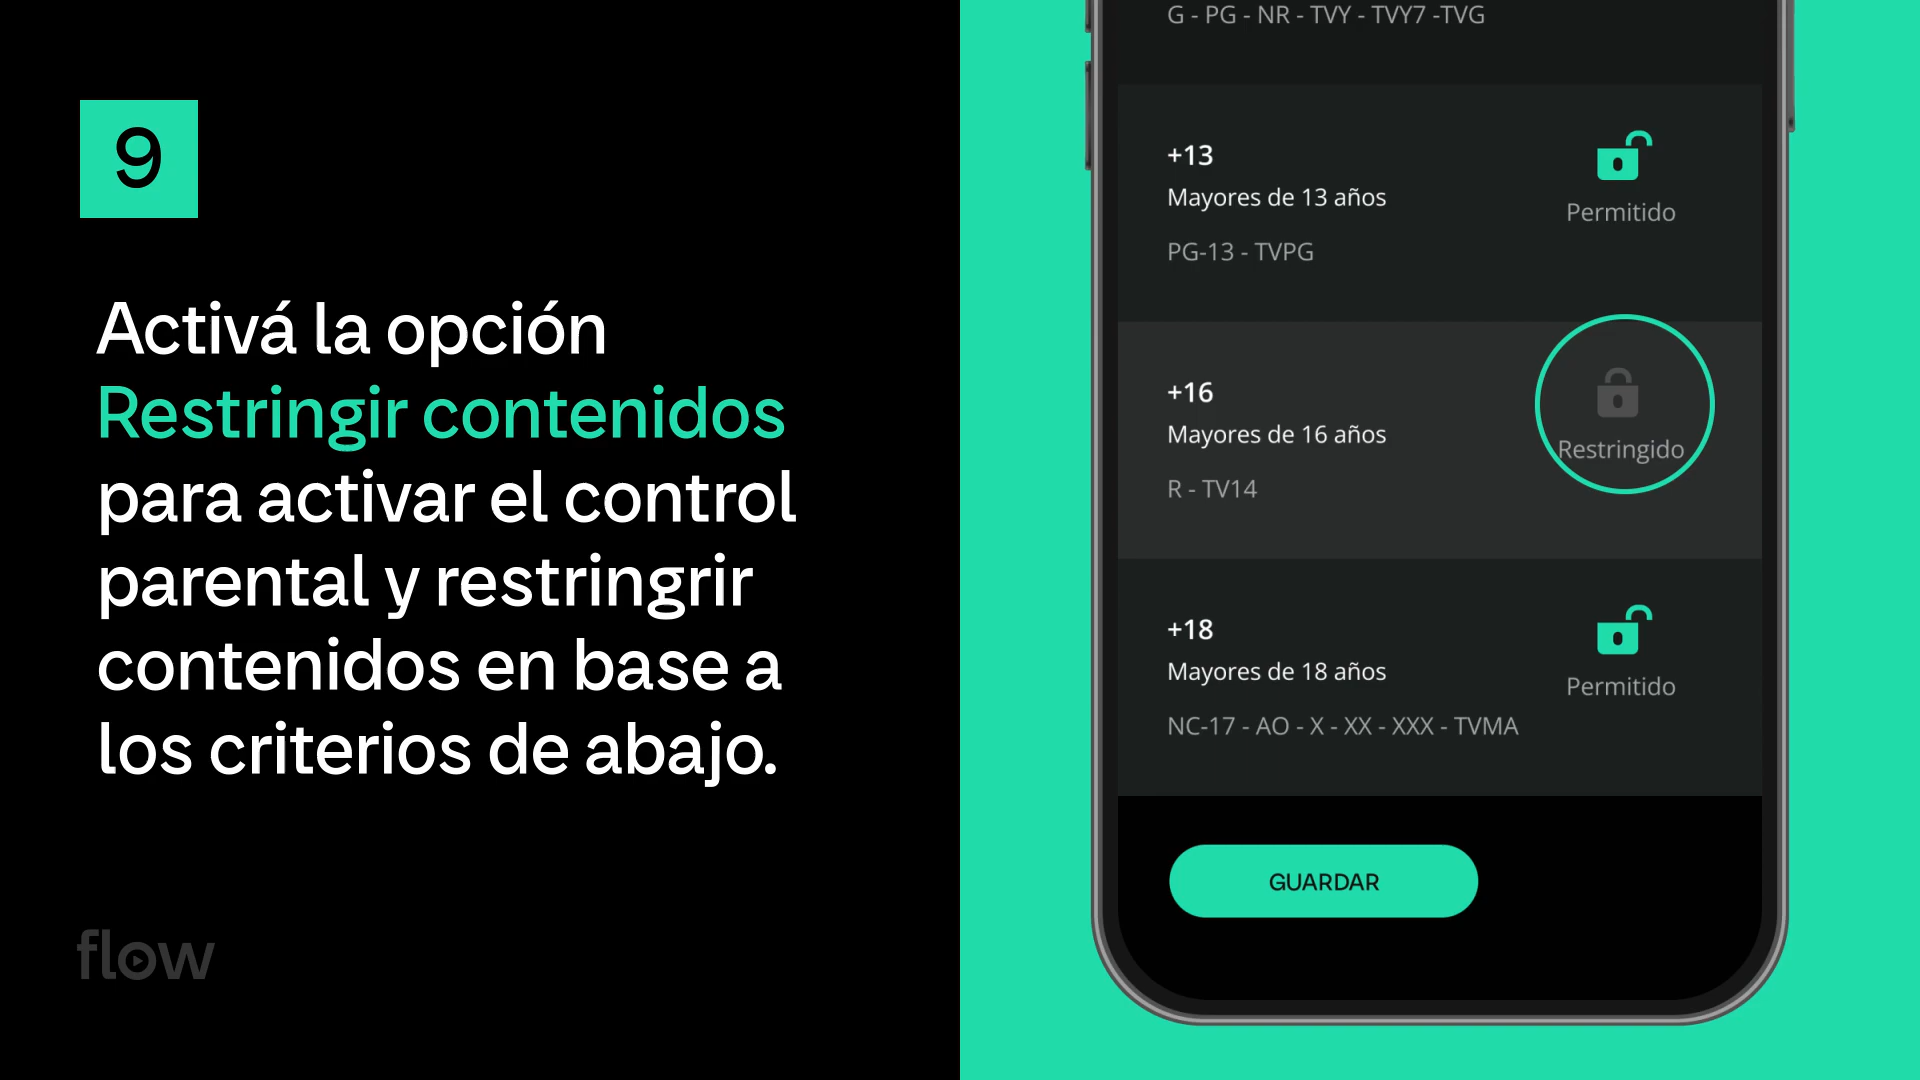 9
Activá la opción
Restringir contenidos
para activar el control
parental y restringrir
contenidos en base a
los criterios de abajo.
flow
G - PG - NR - TVY - TVY7 -TVG
+13
Mayores de 13 años
PG-13 - TVPG
Permitido
+16
Mayores de 16 años
R - TV14
Restringido
+18
Mayores de 18 años
NC-17 - AO - X - XX - XXX - TVMA
Permitido
GUARDAR